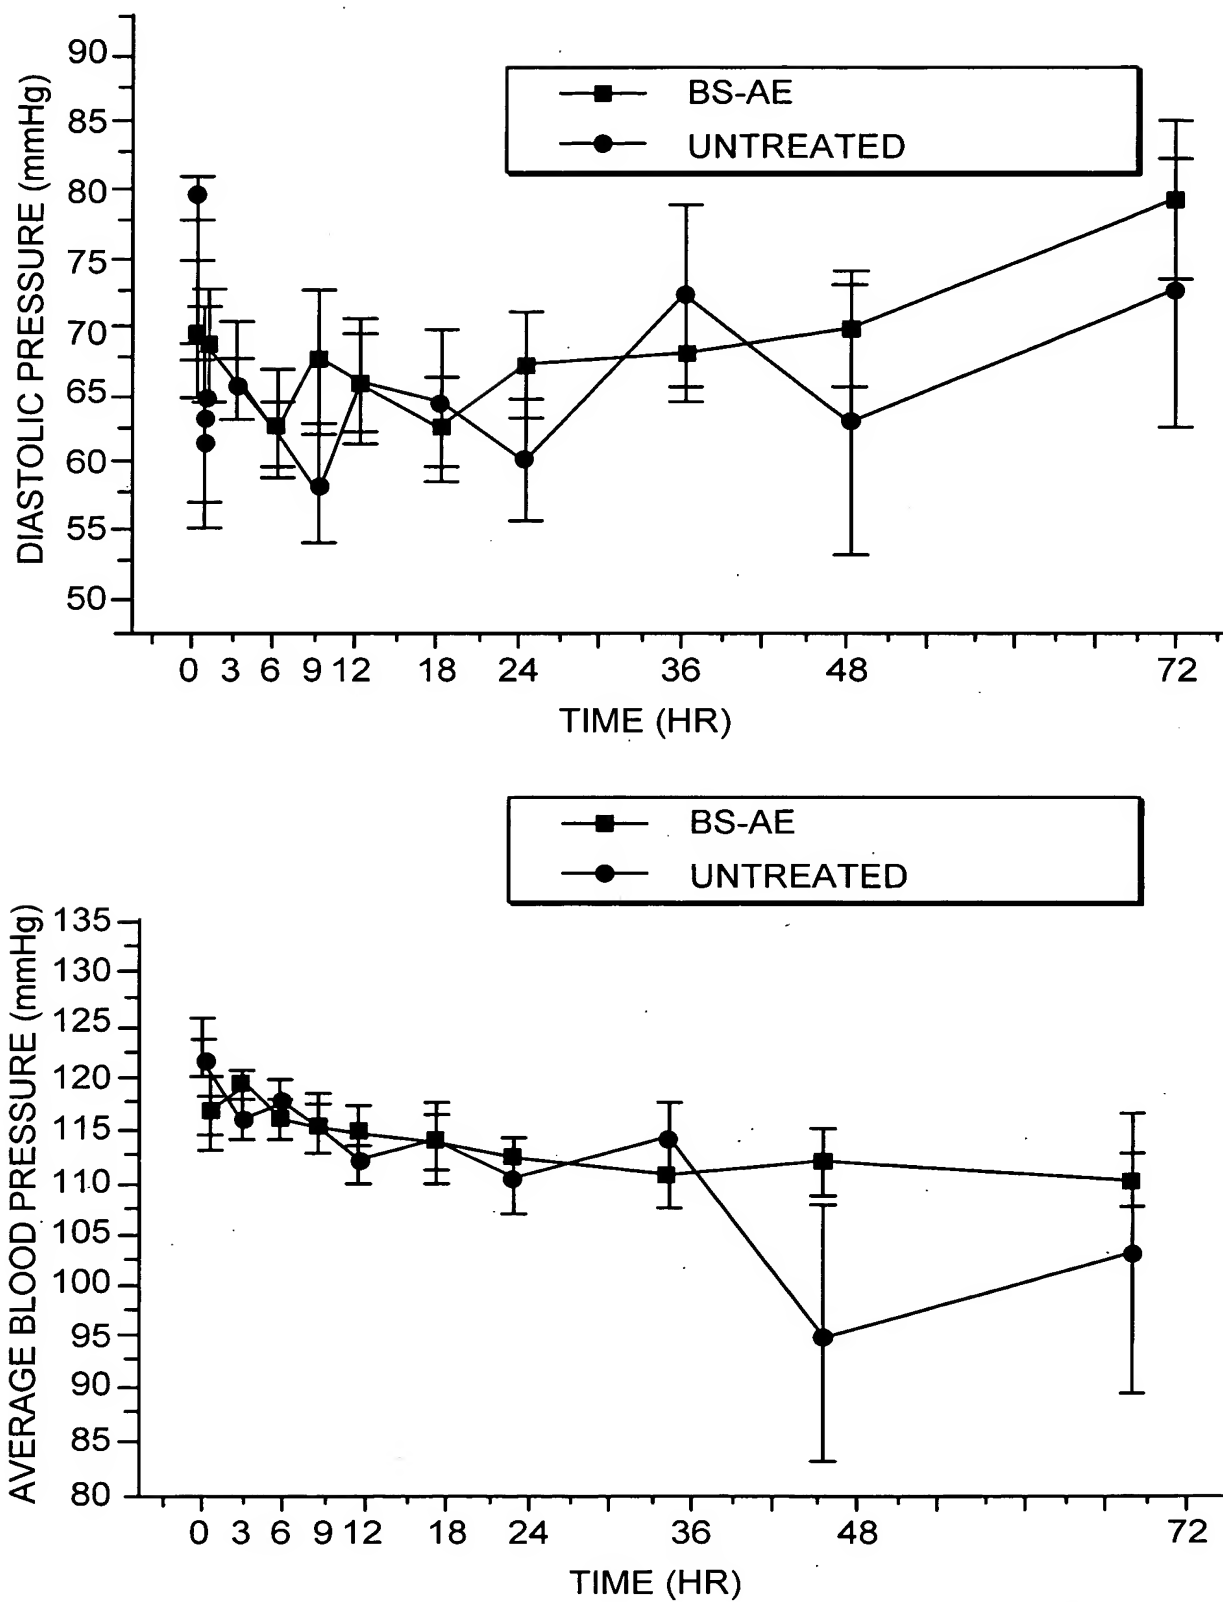 DIASTOLIC PRESSURE (mmHg)
90
85
80
75
70
65
60
55
50
BS-AE
UNTREATED
0 3 6 9 12 18 24 36 48 72
TIME (HR)
BS-AE
UNTREATED
AVERAGE BLOOD PRESSURE (mmHg)
135
130
125
120
115
110
105
100
95
90
85
80
0 3 6 9 12 18 24 36 48 72
TIME (HR)